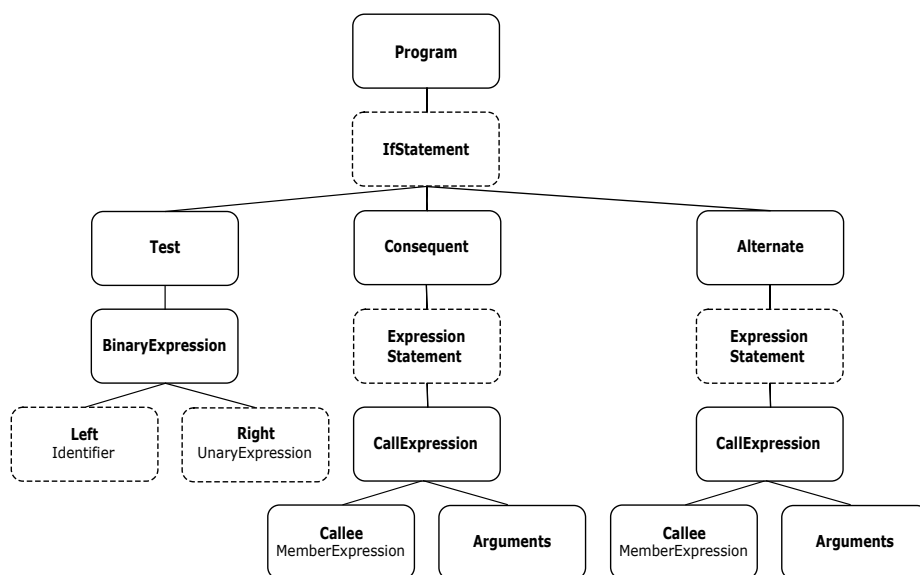 Program
IfStatement
Test
Consequent
Alternate
BinaryExpression
Expression
Statement
Expression
Statement
Left
Identifier
Right
UnaryExpression
CallExpression
CallExpression
Callee
MemberExpression
Arguments
Callee
MemberExpression
Arguments